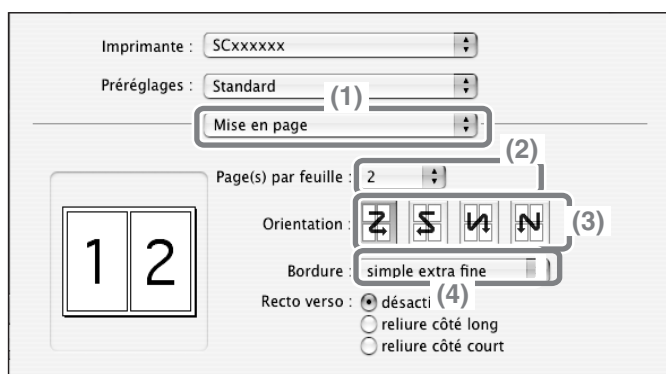 Imprimante : SCxxxxxx
Préréglages : Standard
(1)
Mise en page
(2)
Page(s) par feuille : 2
Orientation :
(3)
Bordure : simple extra fine
(4)
Recto verso : désacti
reliure côté long
reliure côté court
1 2